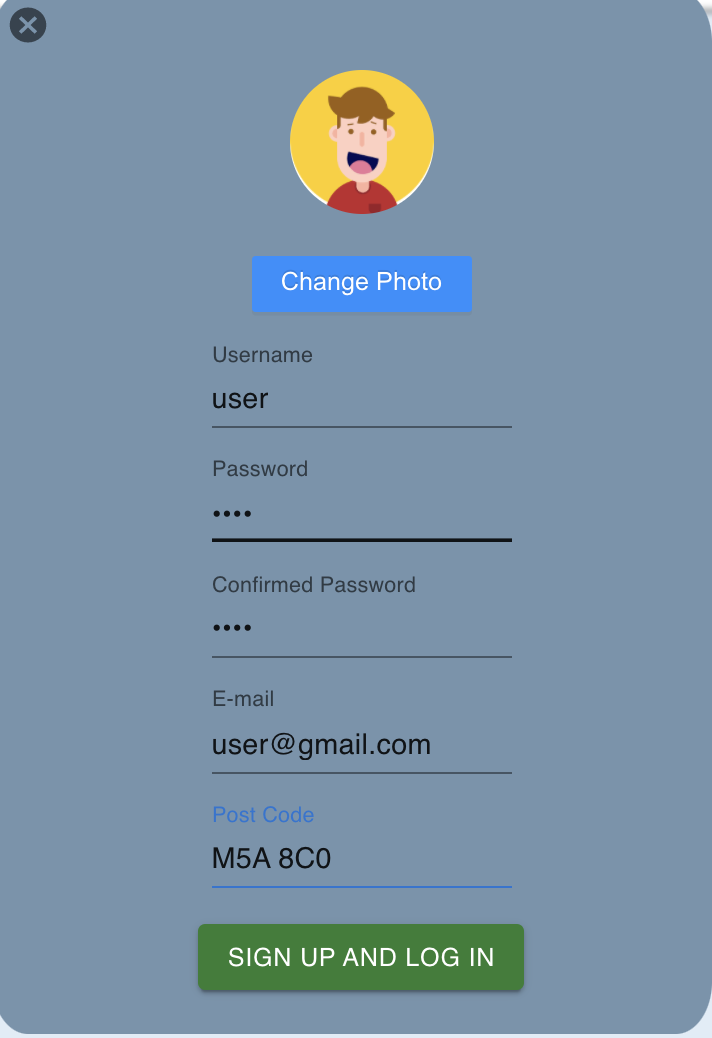 Change Photo
Username
user
Password
••••
Confirmed Password
••••
E-mail
user@gmail.com
Post Code
M5A 8C0
SIGN UP AND LOG IN